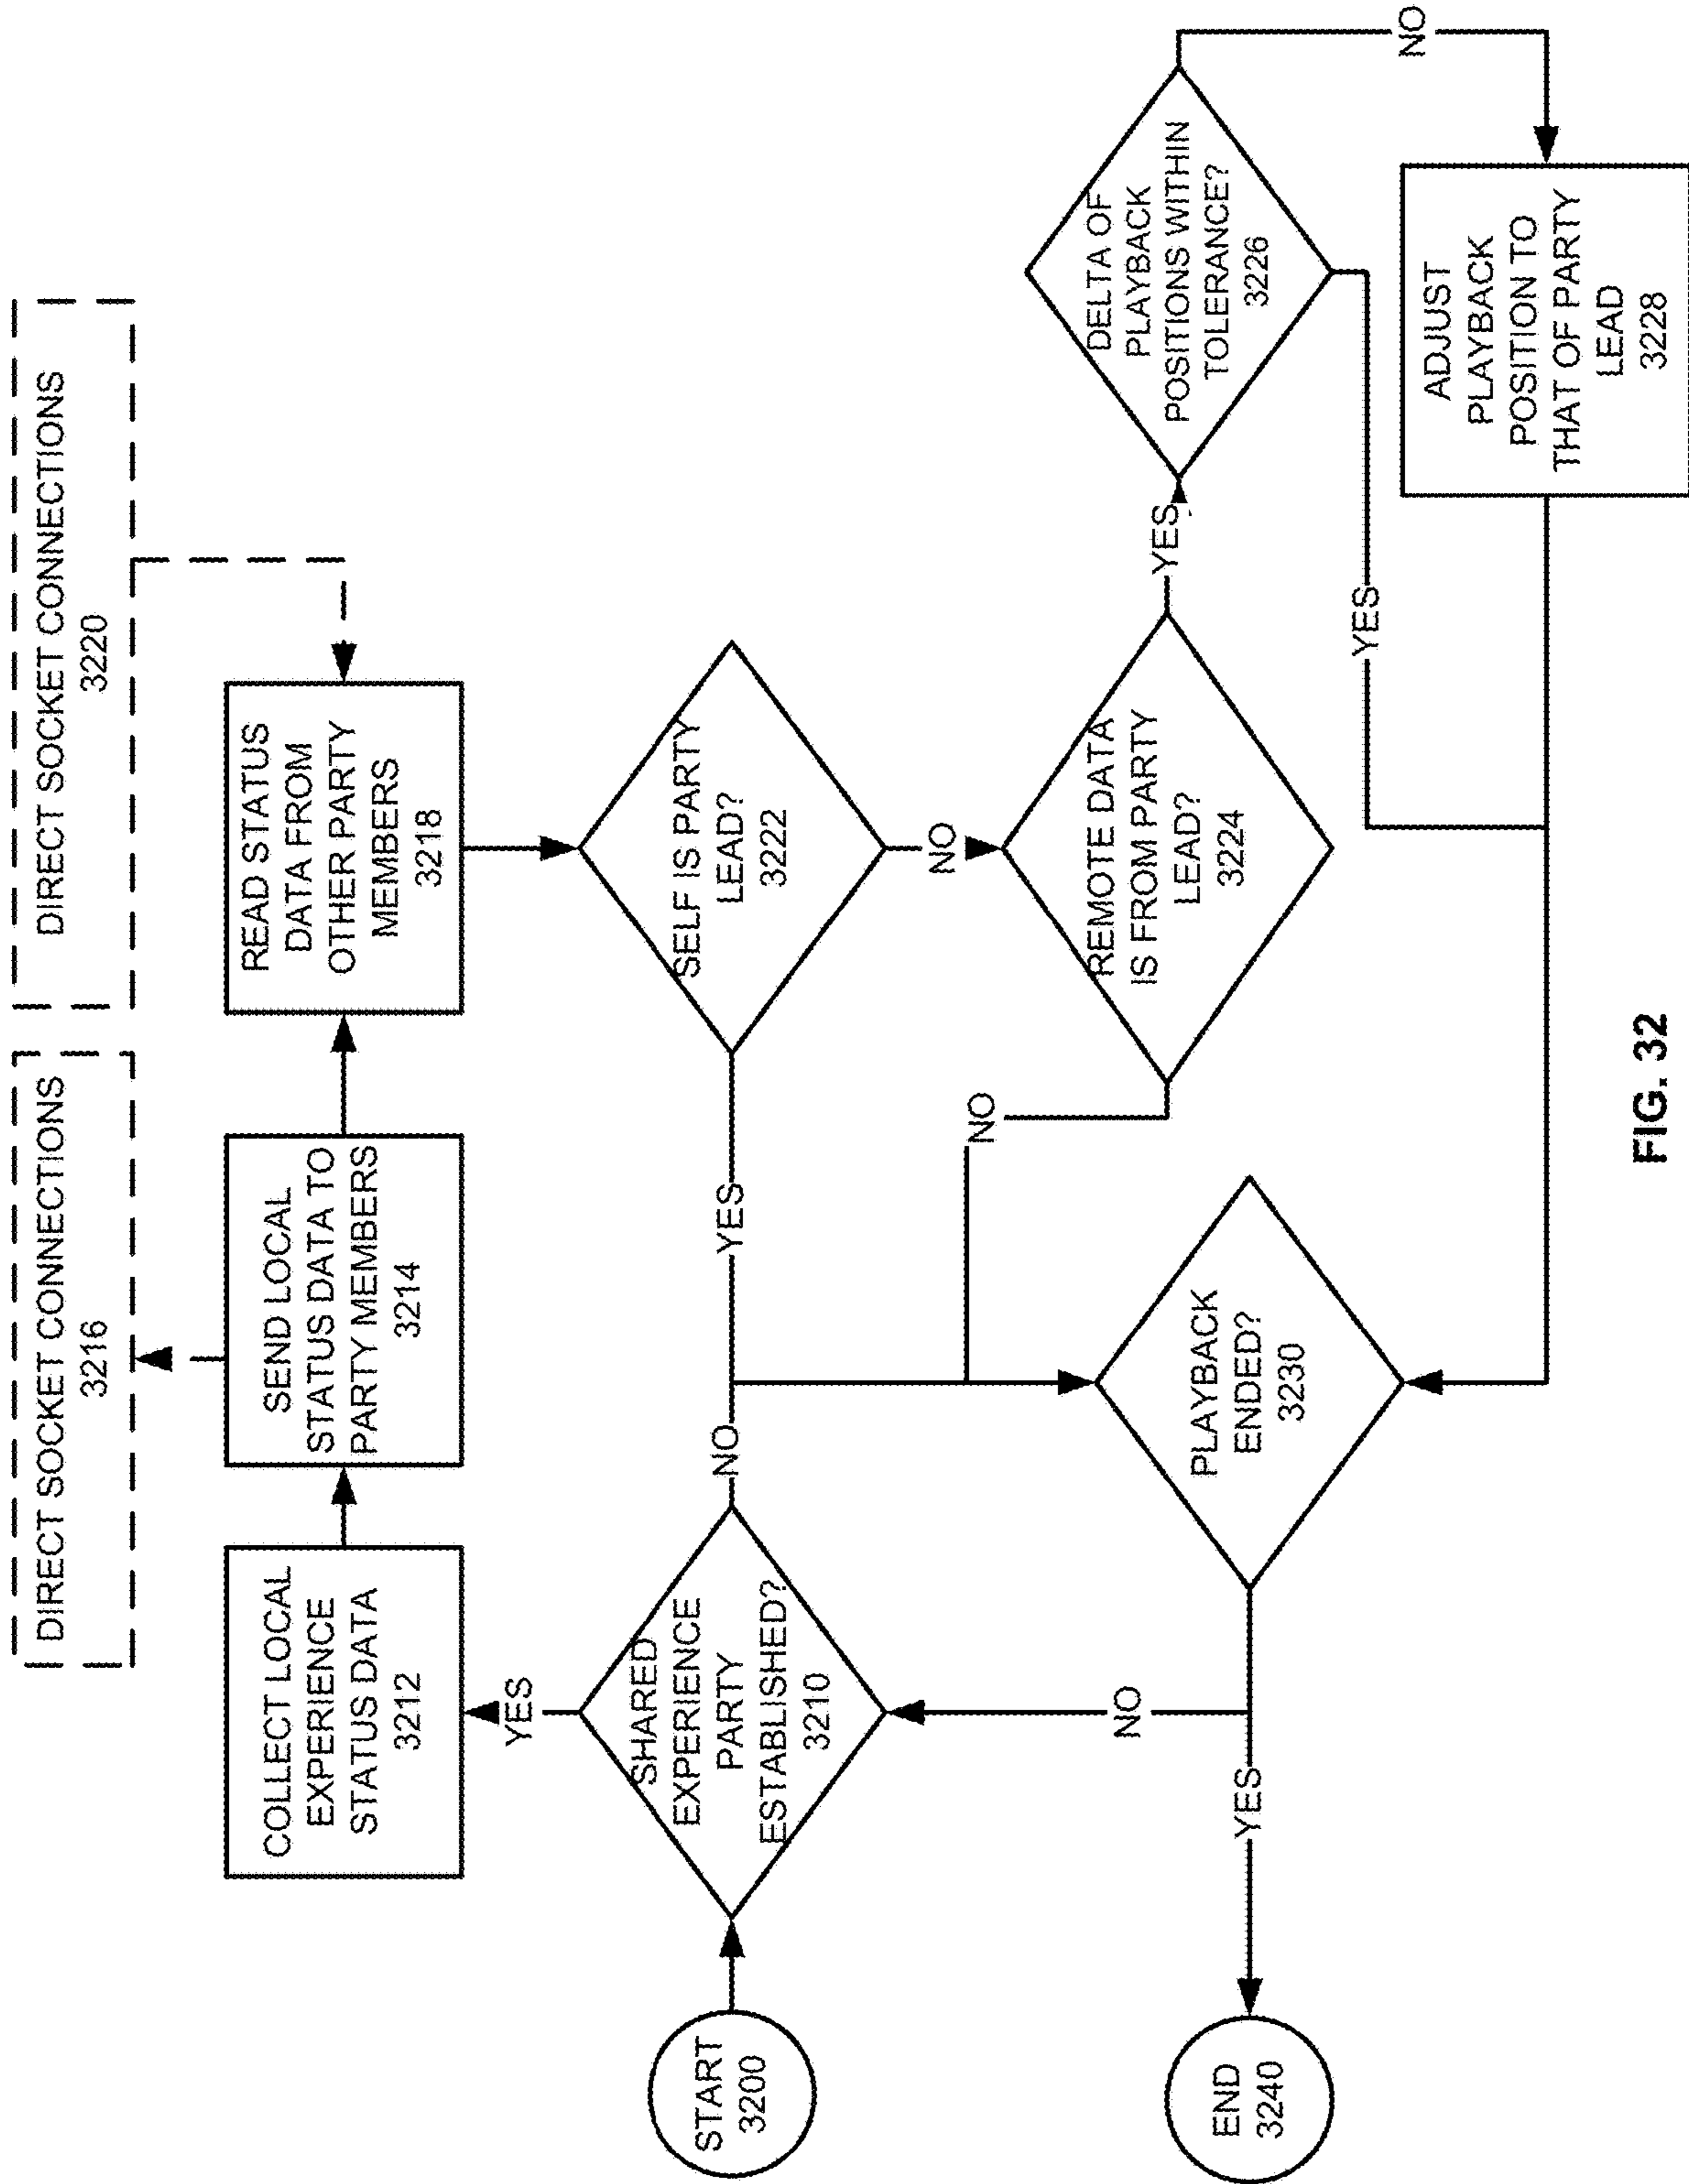 DIRECT SOCKET CONNECTIONS
3216
DIRECT SOCKET CONNECTIONS
3220
COLLECT LOCAL
EXPERIENCE
STATUS DATA
3212
SEND LOCAL
STATUS DATA TO
PARTY MEMBERS
3214
READ STATUS
DATA FROM
OTHER PARTY
MEMBERS
3218
YES
START
3200
SHARED
EXPERIENCE
PARTY
ESTABLISHED?
3210
NO
YES
SELF IS PARTY
LEAD?
3222
NO
NO
NO
REMOTE DATA
IS FROM PARTY
LEAD?
3224
YES
DELTA OF
PLAYBACK
POSITIONS WITHIN
TOLERANCE?
3226
END
3240
YES
PLAYBACK
ENDED?
3230
YES
NO
ADJUST
PLAYBACK
POSITION TO
THAT OF PARTY
LEAD
3228
FIG. 32